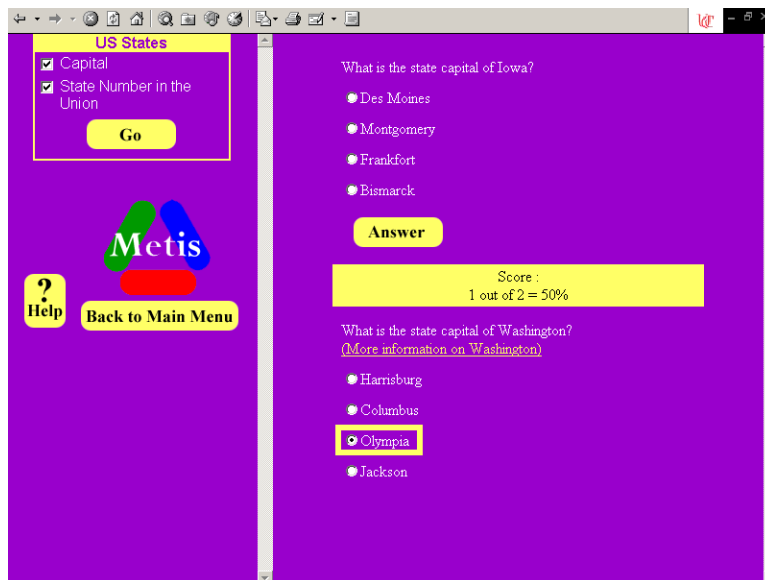 US States
Capital
State Number in the
Union
Go
Metis
?
Help
Back to Main Menu
What is the state capital of Iowa?
Des Moines
Montgomery
Frankfort
Bismarck
Answer
Score :
1 out of 2 = 50%
What is the state capital of Washington?
(More information on Washington)
Harrisburg
Columbus
Olympia
Jackson